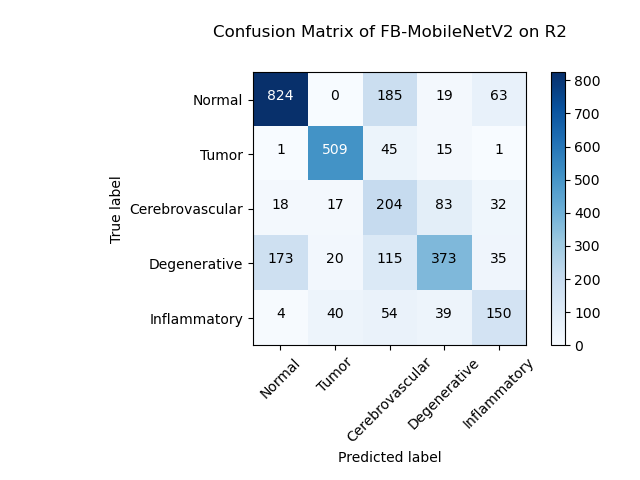 Confusion Matrix of FB-MobileNetV2 on R2
Normal 824 0 185 19 63
Tumor 1 509 45 15 1
Cerebrovascular 18 17 204 83 32
Degenerative 173 20 115 373 35
Inflammatory 4 40 54 39 150
Normal Tumor Cerebrovascular Degenerative Inflammatory
True label
Predicted label
800
700
600
500
400
300
200
100
0